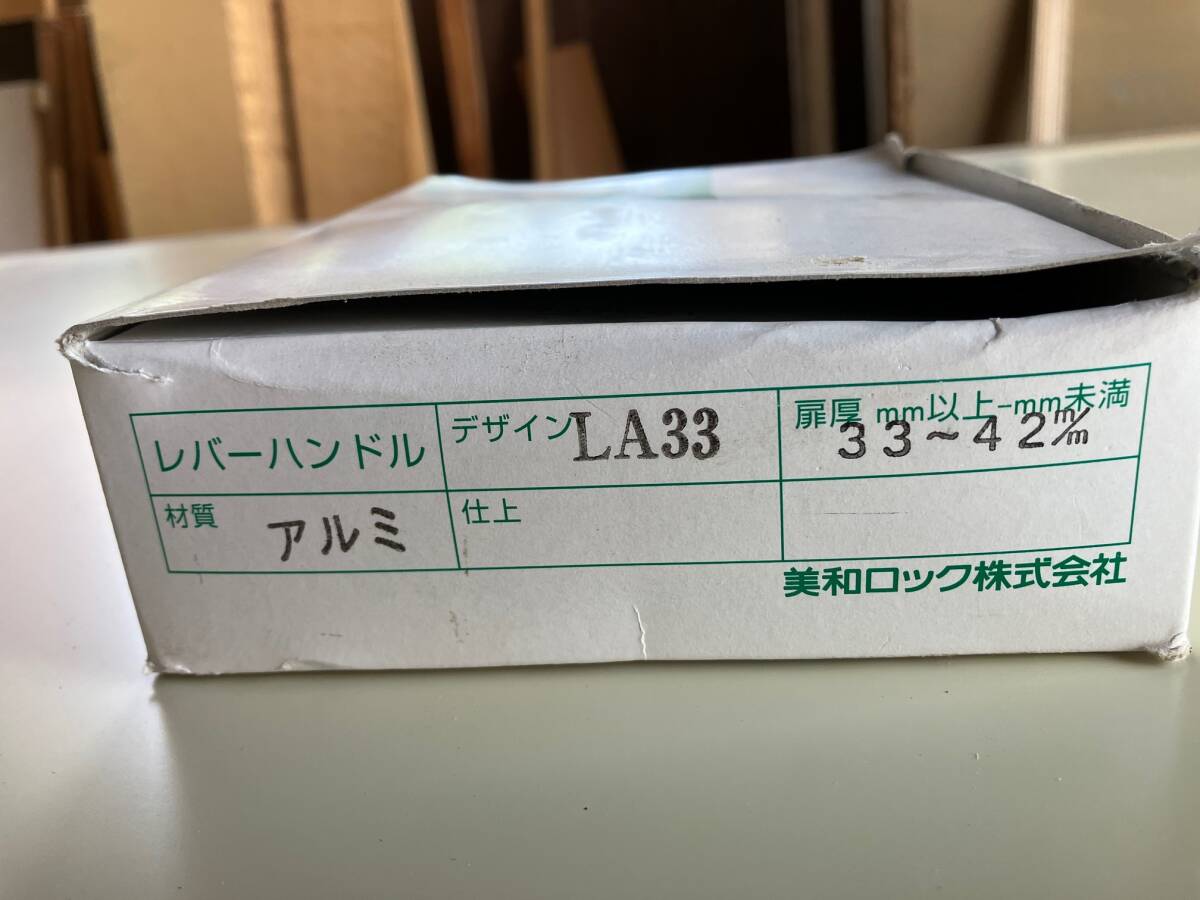 レバーハンドル
デザイン LA33
扉厚 mm以上-mm未満
33~42m/m
材質 アルミ
仕上
美和ロック株式会社